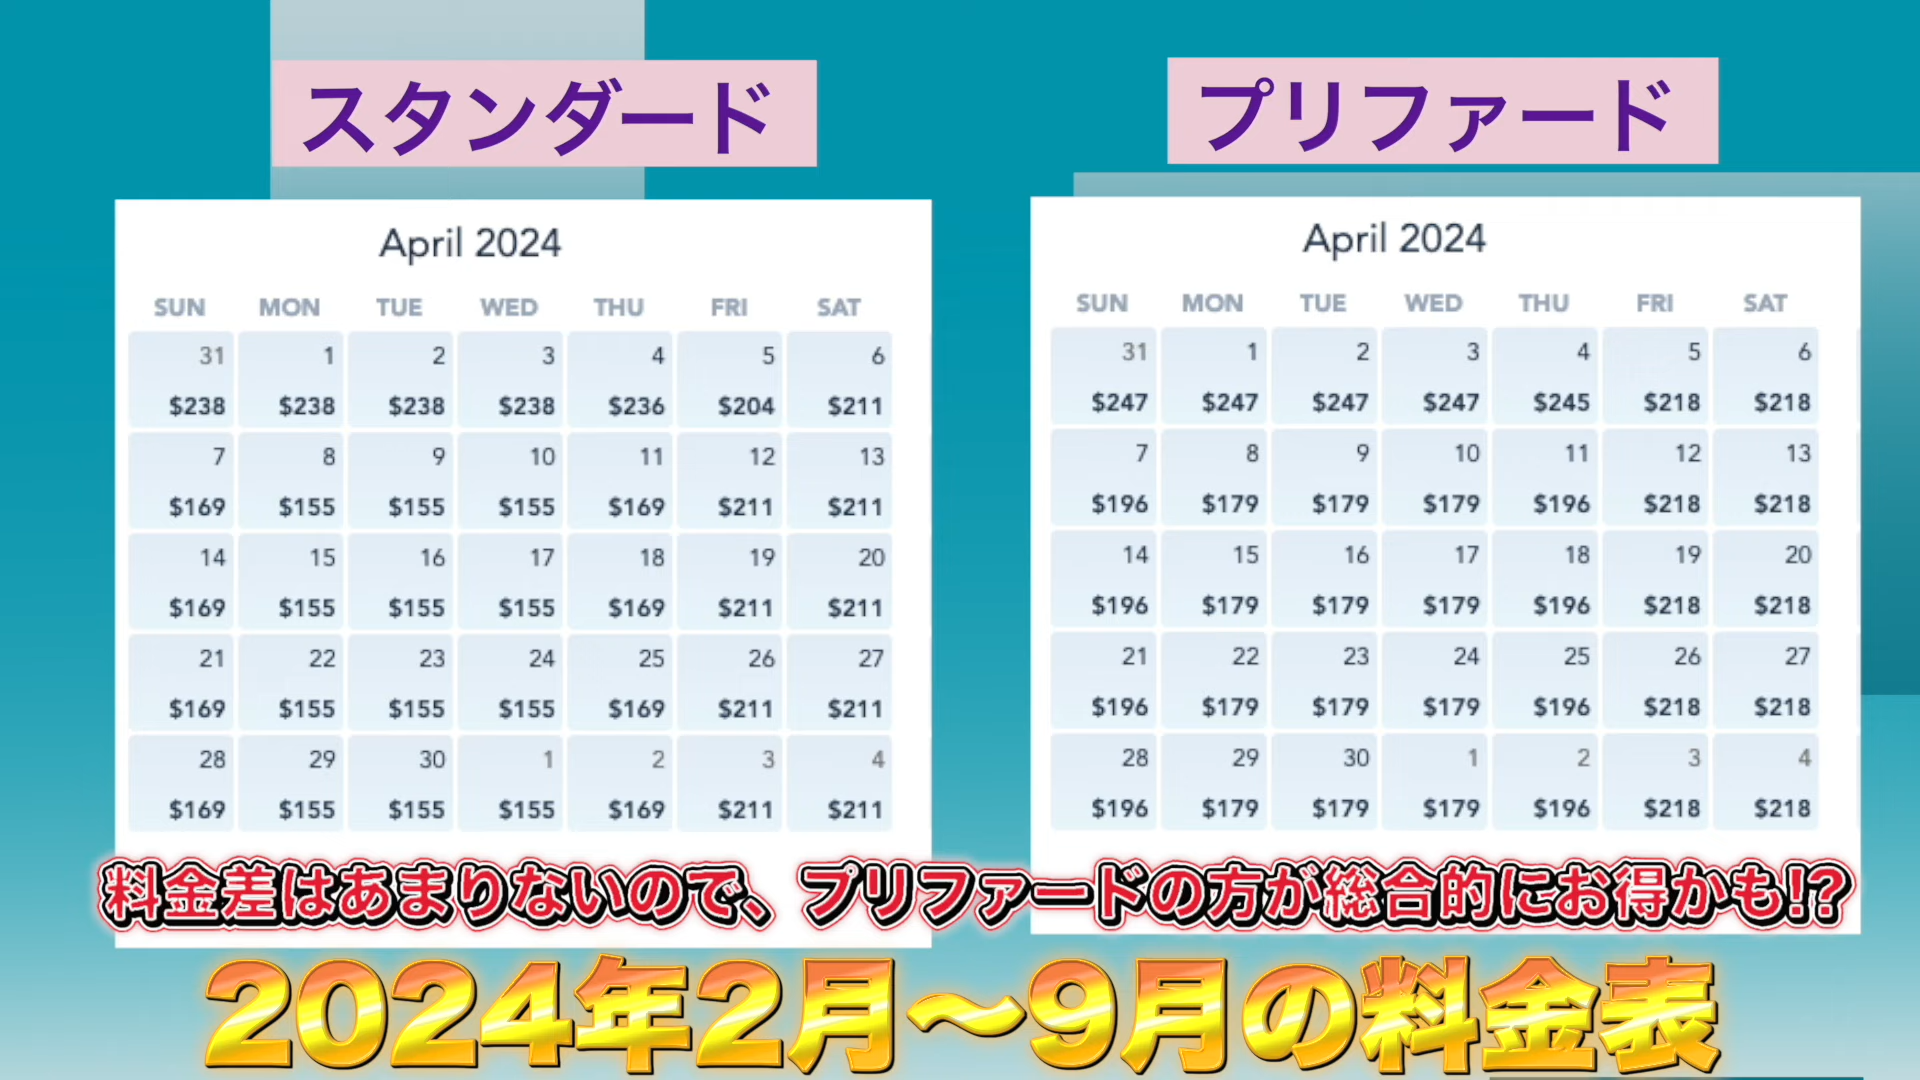 スタンダード
April 2024
SUN MON TUE WED THU FRI SAT
31 1 2 3 4 5 6
$238 $238 $238 $238 $236 $204 $211
7 8 9 10 11 12 13
$169 $155 $155 $155 $169 $211 $211
14 15 16 17 18 19 20
$169 $155 $155 $155 $169 $211 $211
21 22 23 24 25 26 27
$169 $155 $155 $155 $169 $211 $211
28 29 30 1 2 3 4
$169 $155 $155 $155 $169 $211 $211
プリファード
April 2024
SUN MON TUE WED THU FRI SAT
31 1 2 3 4 5 6
$247 $247 $247 $247 $245 $218 $218
7 8 9 10 11 12 13
$196 $179 $179 $179 $196 $218 $218
14 15 16 17 18 19 20
$196 $179 $179 $179 $196 $218 $218
21 22 23 24 25 26 27
$196 $179 $179 $179 $196 $218 $218
28 29 30 1 2 3 4
$196 $179 $179 $179 $196 $218 $218
料金差はあまりないので、プリファードの方が総合的にお得かも!?
2024年2月～9月の料金表